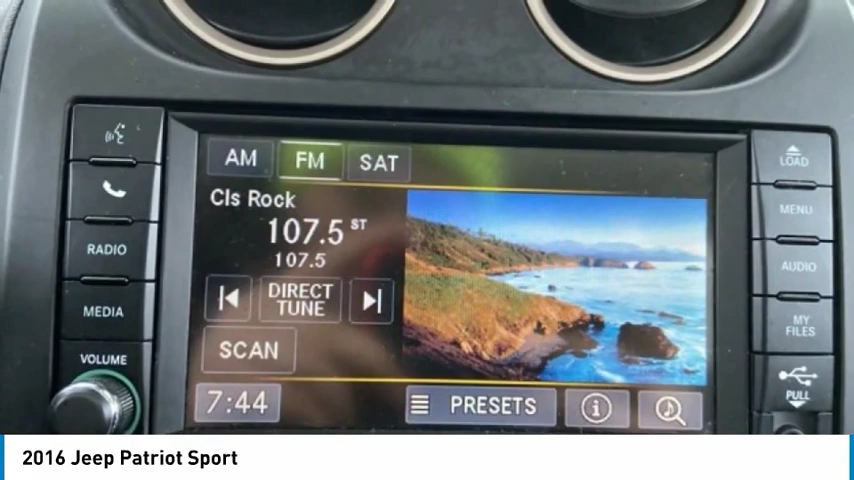 AM FM SAT
Cls Rock
107.5 ST
107.5
DIRECT
TUNE
SCAN
7:44
PRESETS
i
RADIO
MEDIA
VOLUME
LOAD
MENU
AUDIO
MY
FILES
PULL
2016 Jeep Patriot Sport